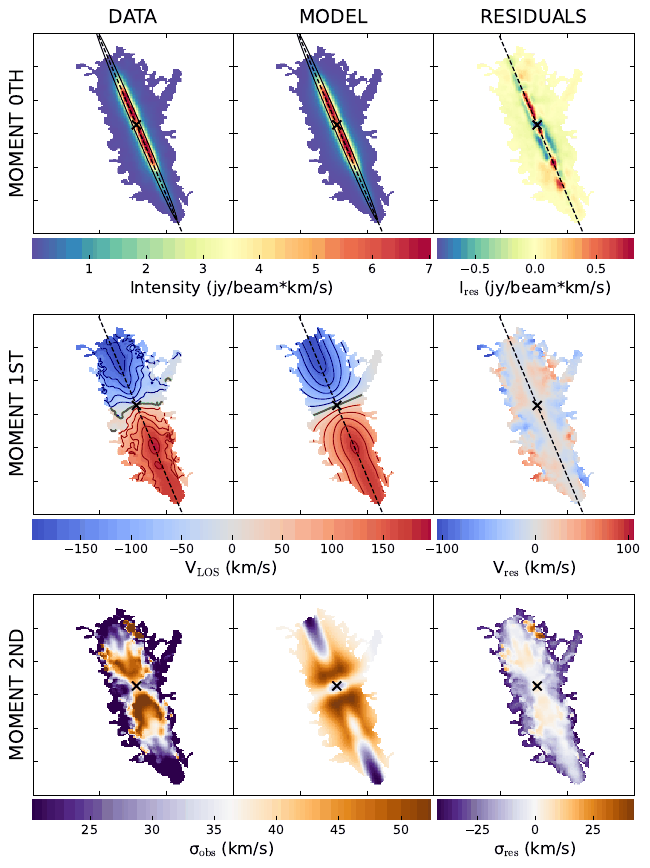 DATA MODEL RESIDUALS
MOMENT 0TH
1 2 3 4 5 6 7 −0.5 0.0 0.5
Intensity (jy/beam*km/s) I_res (jy/beam*km/s)
MOMENT 1ST
−150 −100 −50 0 50 100 150 −100 0 100
V_LOS (km/s) V_res (km/s)
MOMENT 2ND
25 30 35 40 45 50 −25 0 25
σ_obs (km/s) σ_res (km/s)